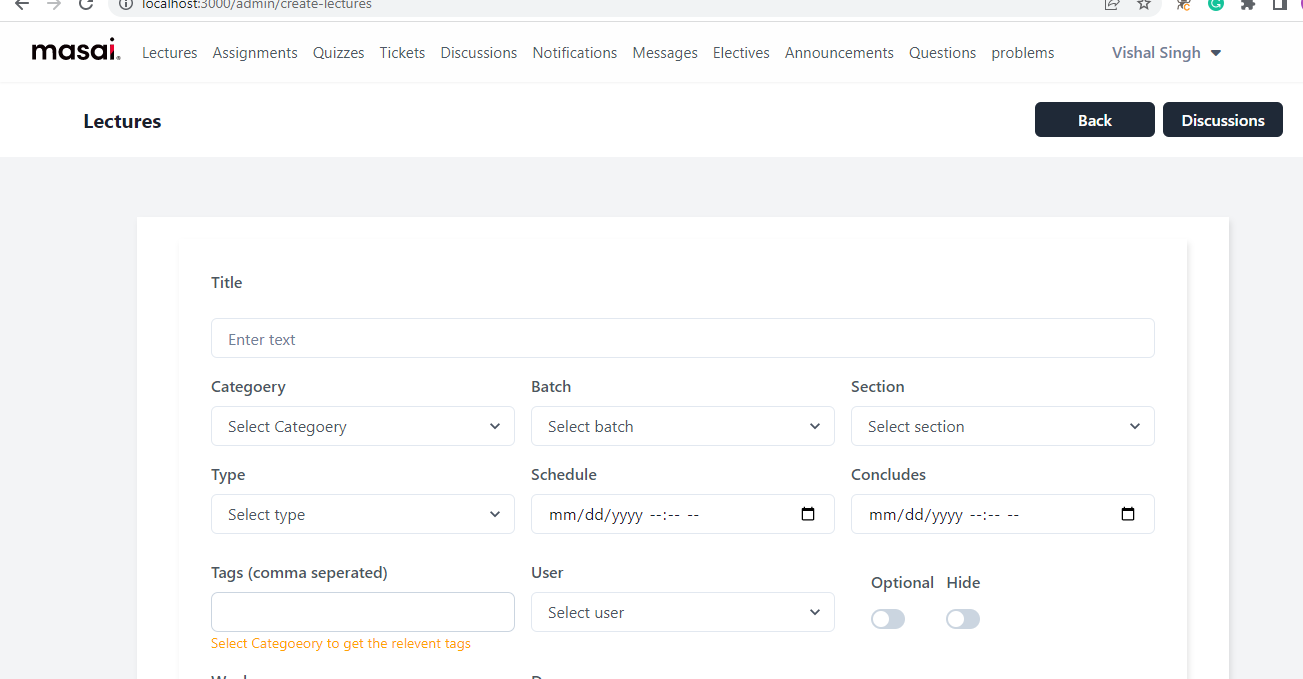 localhost:3000/admin/create-lectures
masai. Lectures Assignments Quizzes Tickets Discussions Notifications Messages Electives Announcements Questions problems Vishal Singh
Lectures Back Discussions
Title
Enter text
Categoery Batch Section
Select Categoery Select batch Select section
Type Schedule Concludes
Select type mm/dd/yyyy --:-- -- mm/dd/yyyy --:-- --
Tags (comma seperated) User Optional Hide
Select user
Select Categoeory to get the relevent tags